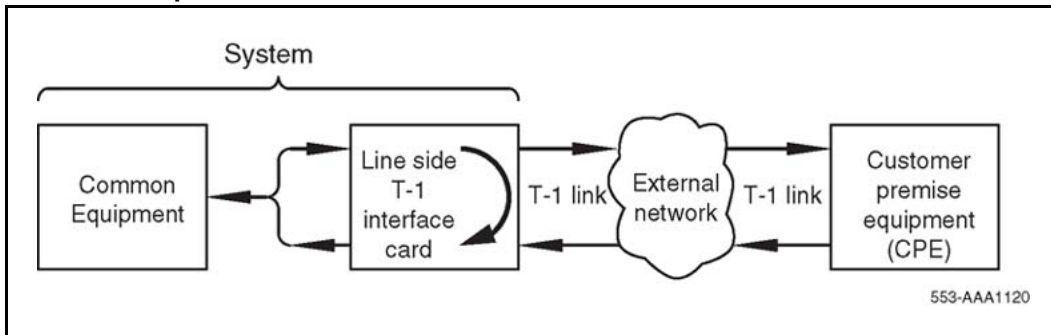 System
Common
Equipment
Line side
T-1
interface
card
T-1 link
External
network
T-1 link
Customer
premise
equipment
(CPE)
553-AAA1120